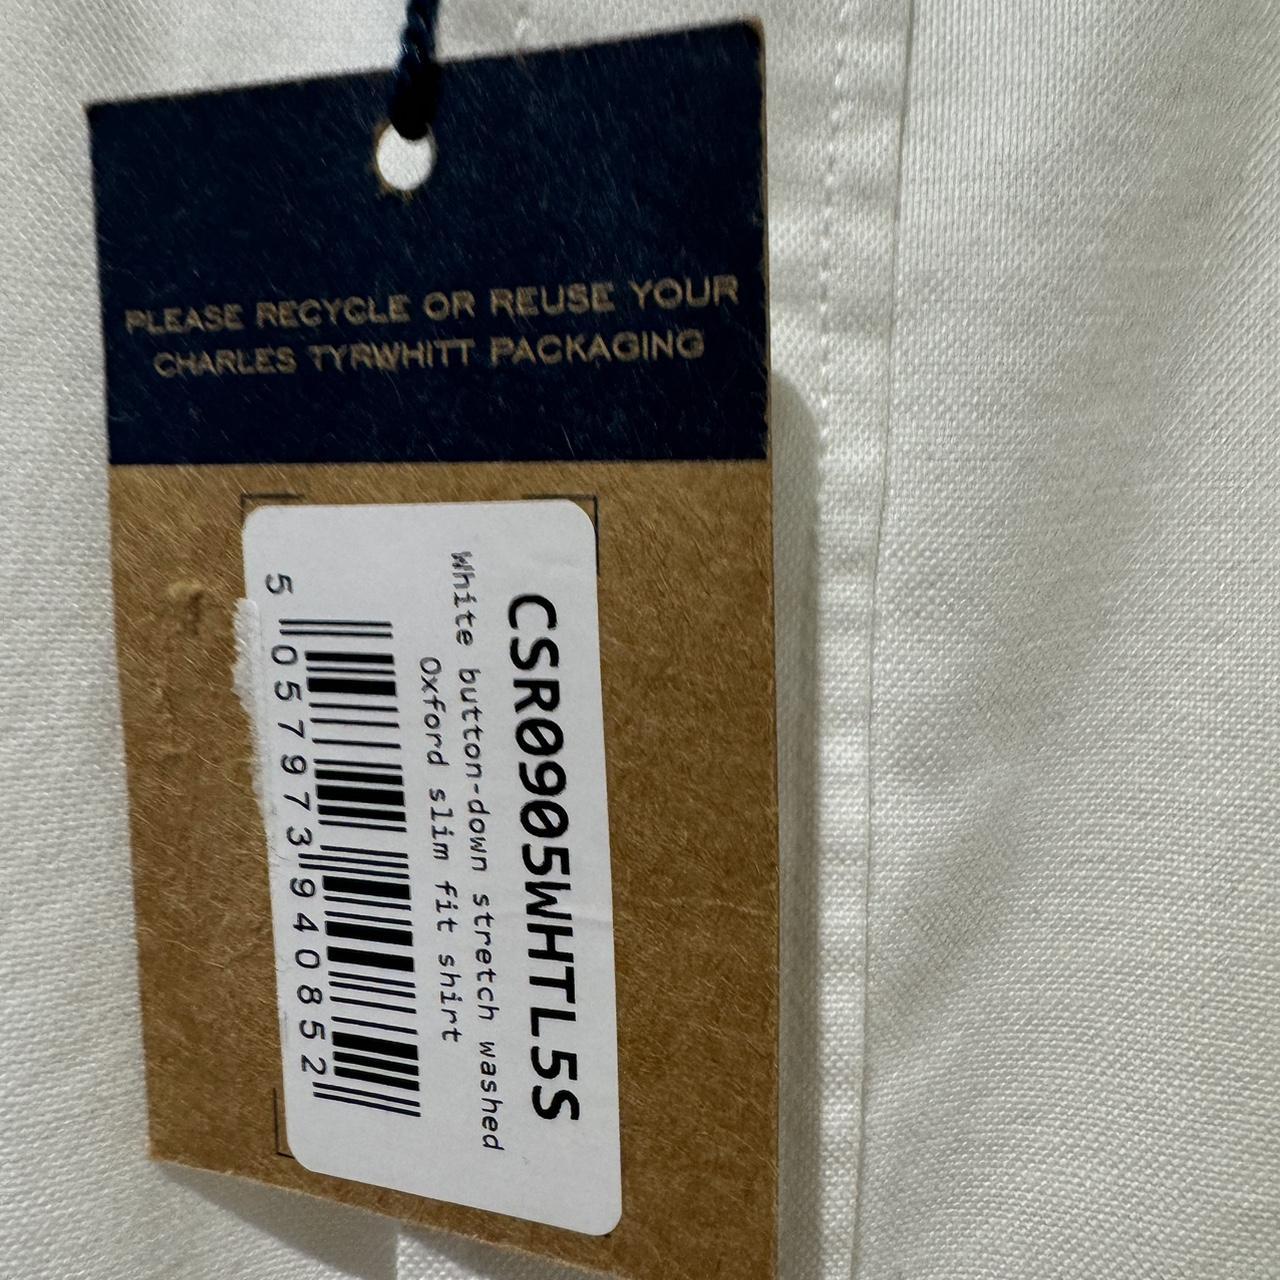 PLEASE RECYCLE OR REUSE YOUR
CHARLES TYRWHITT PACKAGING
CSR0905WHTL5S
White button-down stretch washed
Oxford slim fit shirt
5 057973 940852